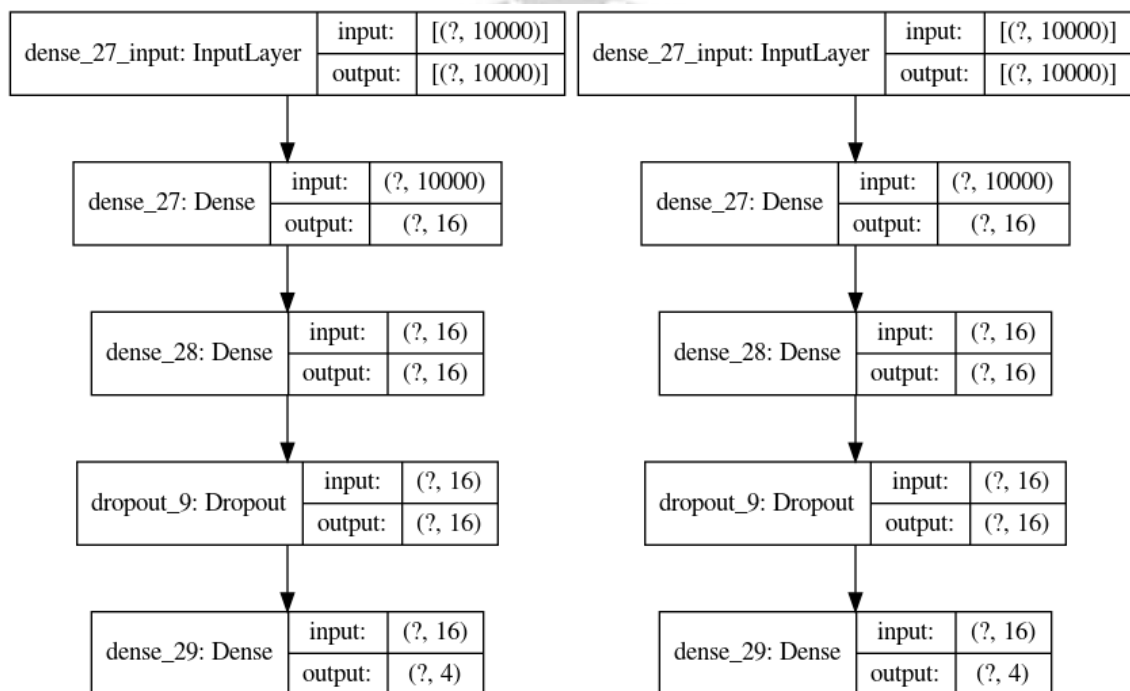 dense_27_input: InputLayer input: [(?, 10000)] output: [(?, 10000)]
dense_27: Dense input: (?, 10000) output: (?, 16)
dense_28: Dense input: (?, 16) output: (?, 16)
dropout_9: Dropout input: (?, 16) output: (?, 16)
dense_29: Dense input: (?, 16) output: (?, 4)
dense_27_input: InputLayer input: [(?, 10000)] output: [(?, 10000)]
dense_27: Dense input: (?, 10000) output: (?, 16)
dense_28: Dense input: (?, 16) output: (?, 16)
dropout_9: Dropout input: (?, 16) output: (?, 16)
dense_29: Dense input: (?, 16) output: (?, 4)